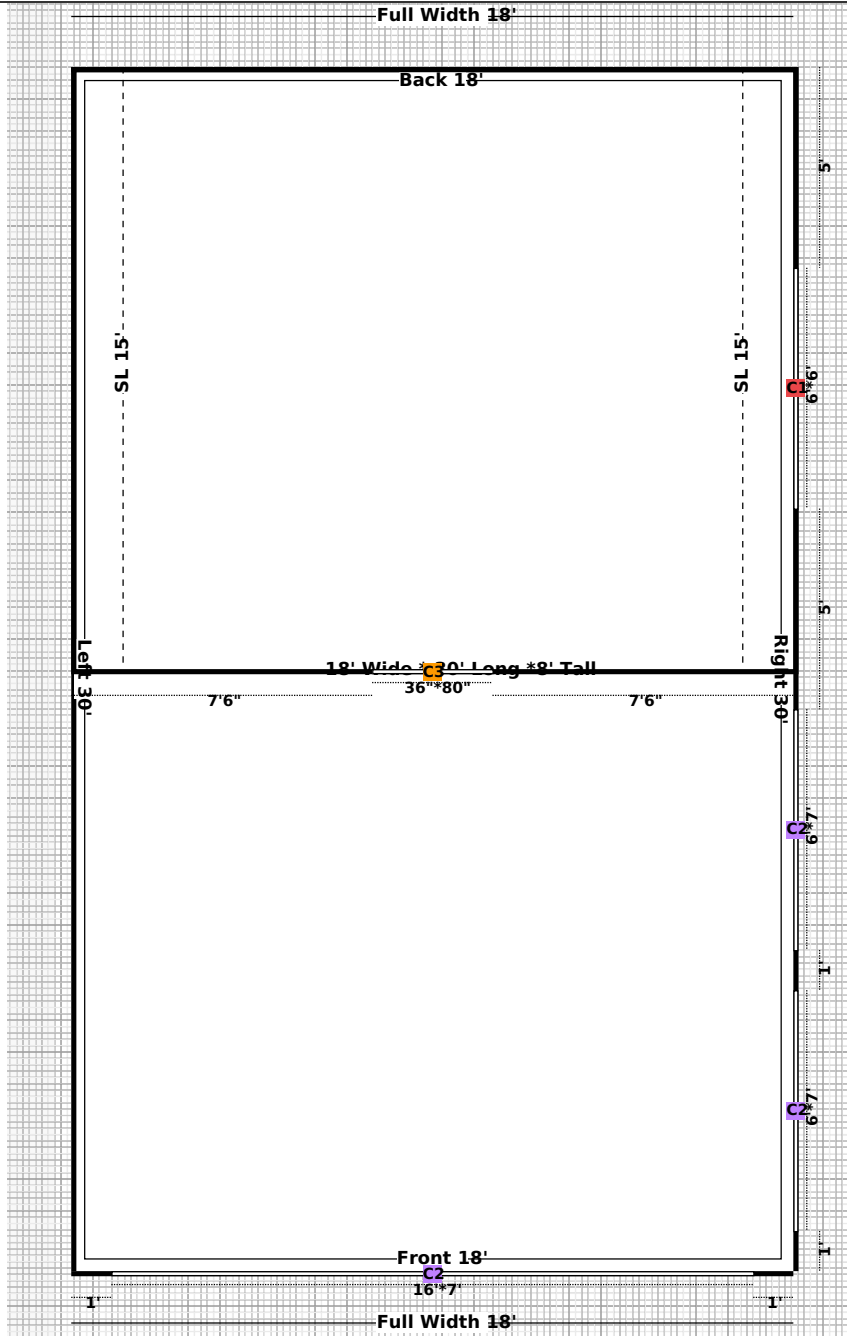 Full Width 18'
Back 18'
5'
SL 15'
SL 15'
C1
6'*6'
5'
Left 30'
18' Wide * 30' Long *8' Tall
C3
Right 30'
36"*80"
7'6"
7'6"
C2
6'*7'
1'
C2
6'*7'
1'
Front 18'
C2
16'*7'
1'
1'
Full Width 18'